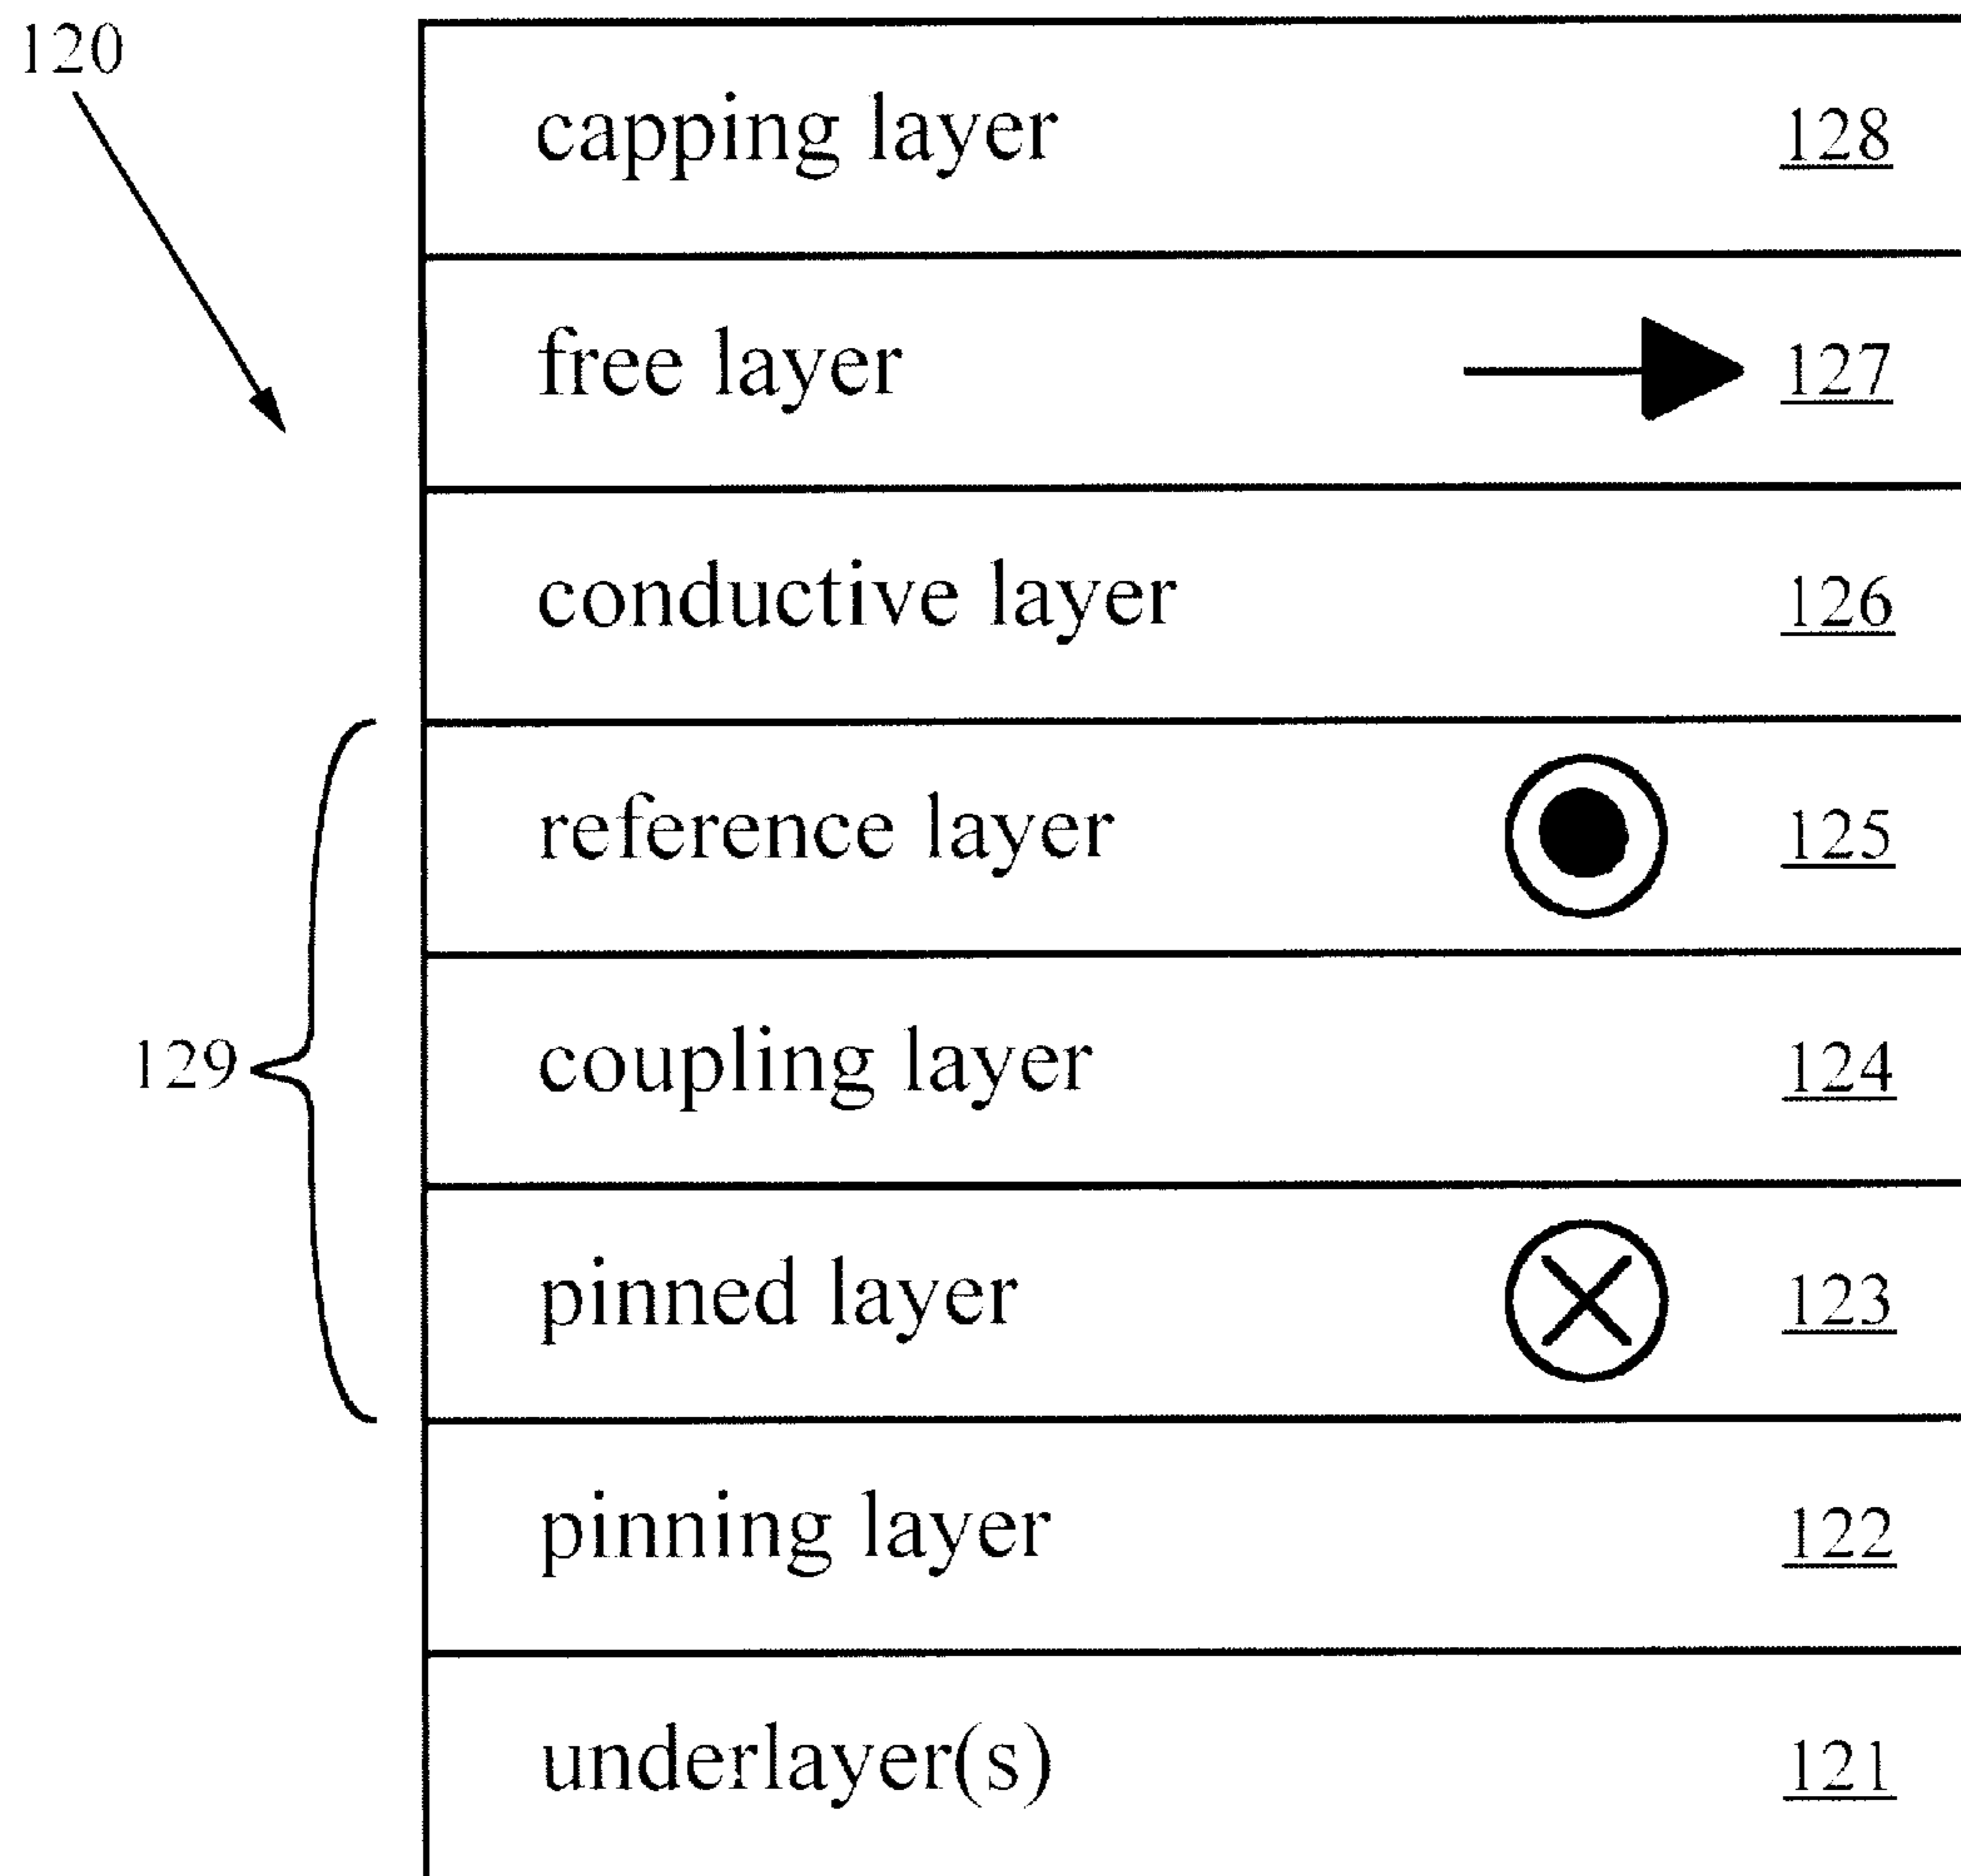 120
capping layer 128
free layer 127
conductive layer 126
reference layer 125
129
coupling layer 124
pinned layer 123
pinning layer 122
underlayer(s) 121